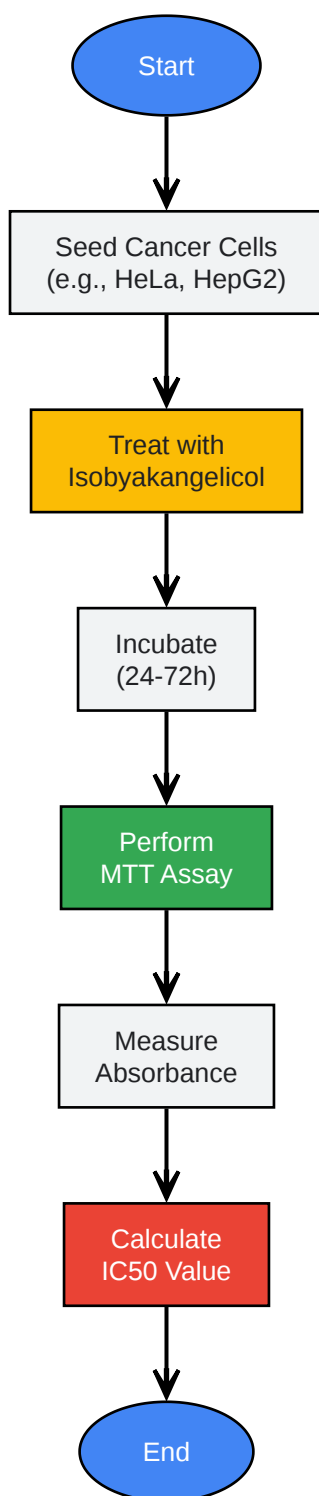 Start
Seed Cancer Cells
(e.g., HeLa, HepG2)
Treat with
Isobyakangelicol
Incubate
(24-72h)
Perform
MTT Assay
Measure
Absorbance
Calculate
IC50 Value
End